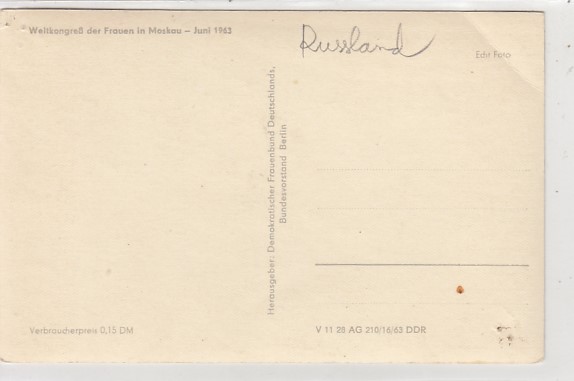 Weltkongreß der Frauen in Moskau – Juni 1963
Russland
Echt Foto
Herausgeber: Demokratischer Frauenbund Deutschlands,
Bundesvorstand Berlin
Verbraucherpreis 0,15 DM
V 11 28 AG 210/16/63 DDR